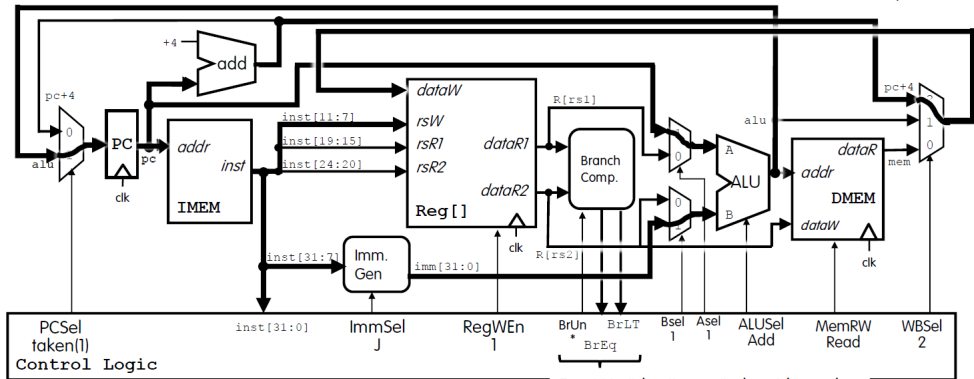 +4
add
pc+4
0
1
alu
PC
clk
pc
addr
inst
IMEM
inst[11:7]
inst[19:15]
inst[24:20]
inst[31:7]
dataW
rsW
rsR1
rsR2
dataR1
dataR2
Reg[]
clk
Imm.
Gen
imm[31:0]
Branch
Comp.
R[rs1]
R[rs2]
1
0
0
1
A
B
ALU
alu
addr
dataR
DMEM
dataW
clk
pc+4
2
1
0
mem
PCSel
taken(1)
inst[31:0]
ImmSel
J
RegWEn
1
BrUn
*
BrEq
BrLT
Bsel
1
Asel
1
ALUSel
Add
MemRW
Read
WBSel
2
Control Logic